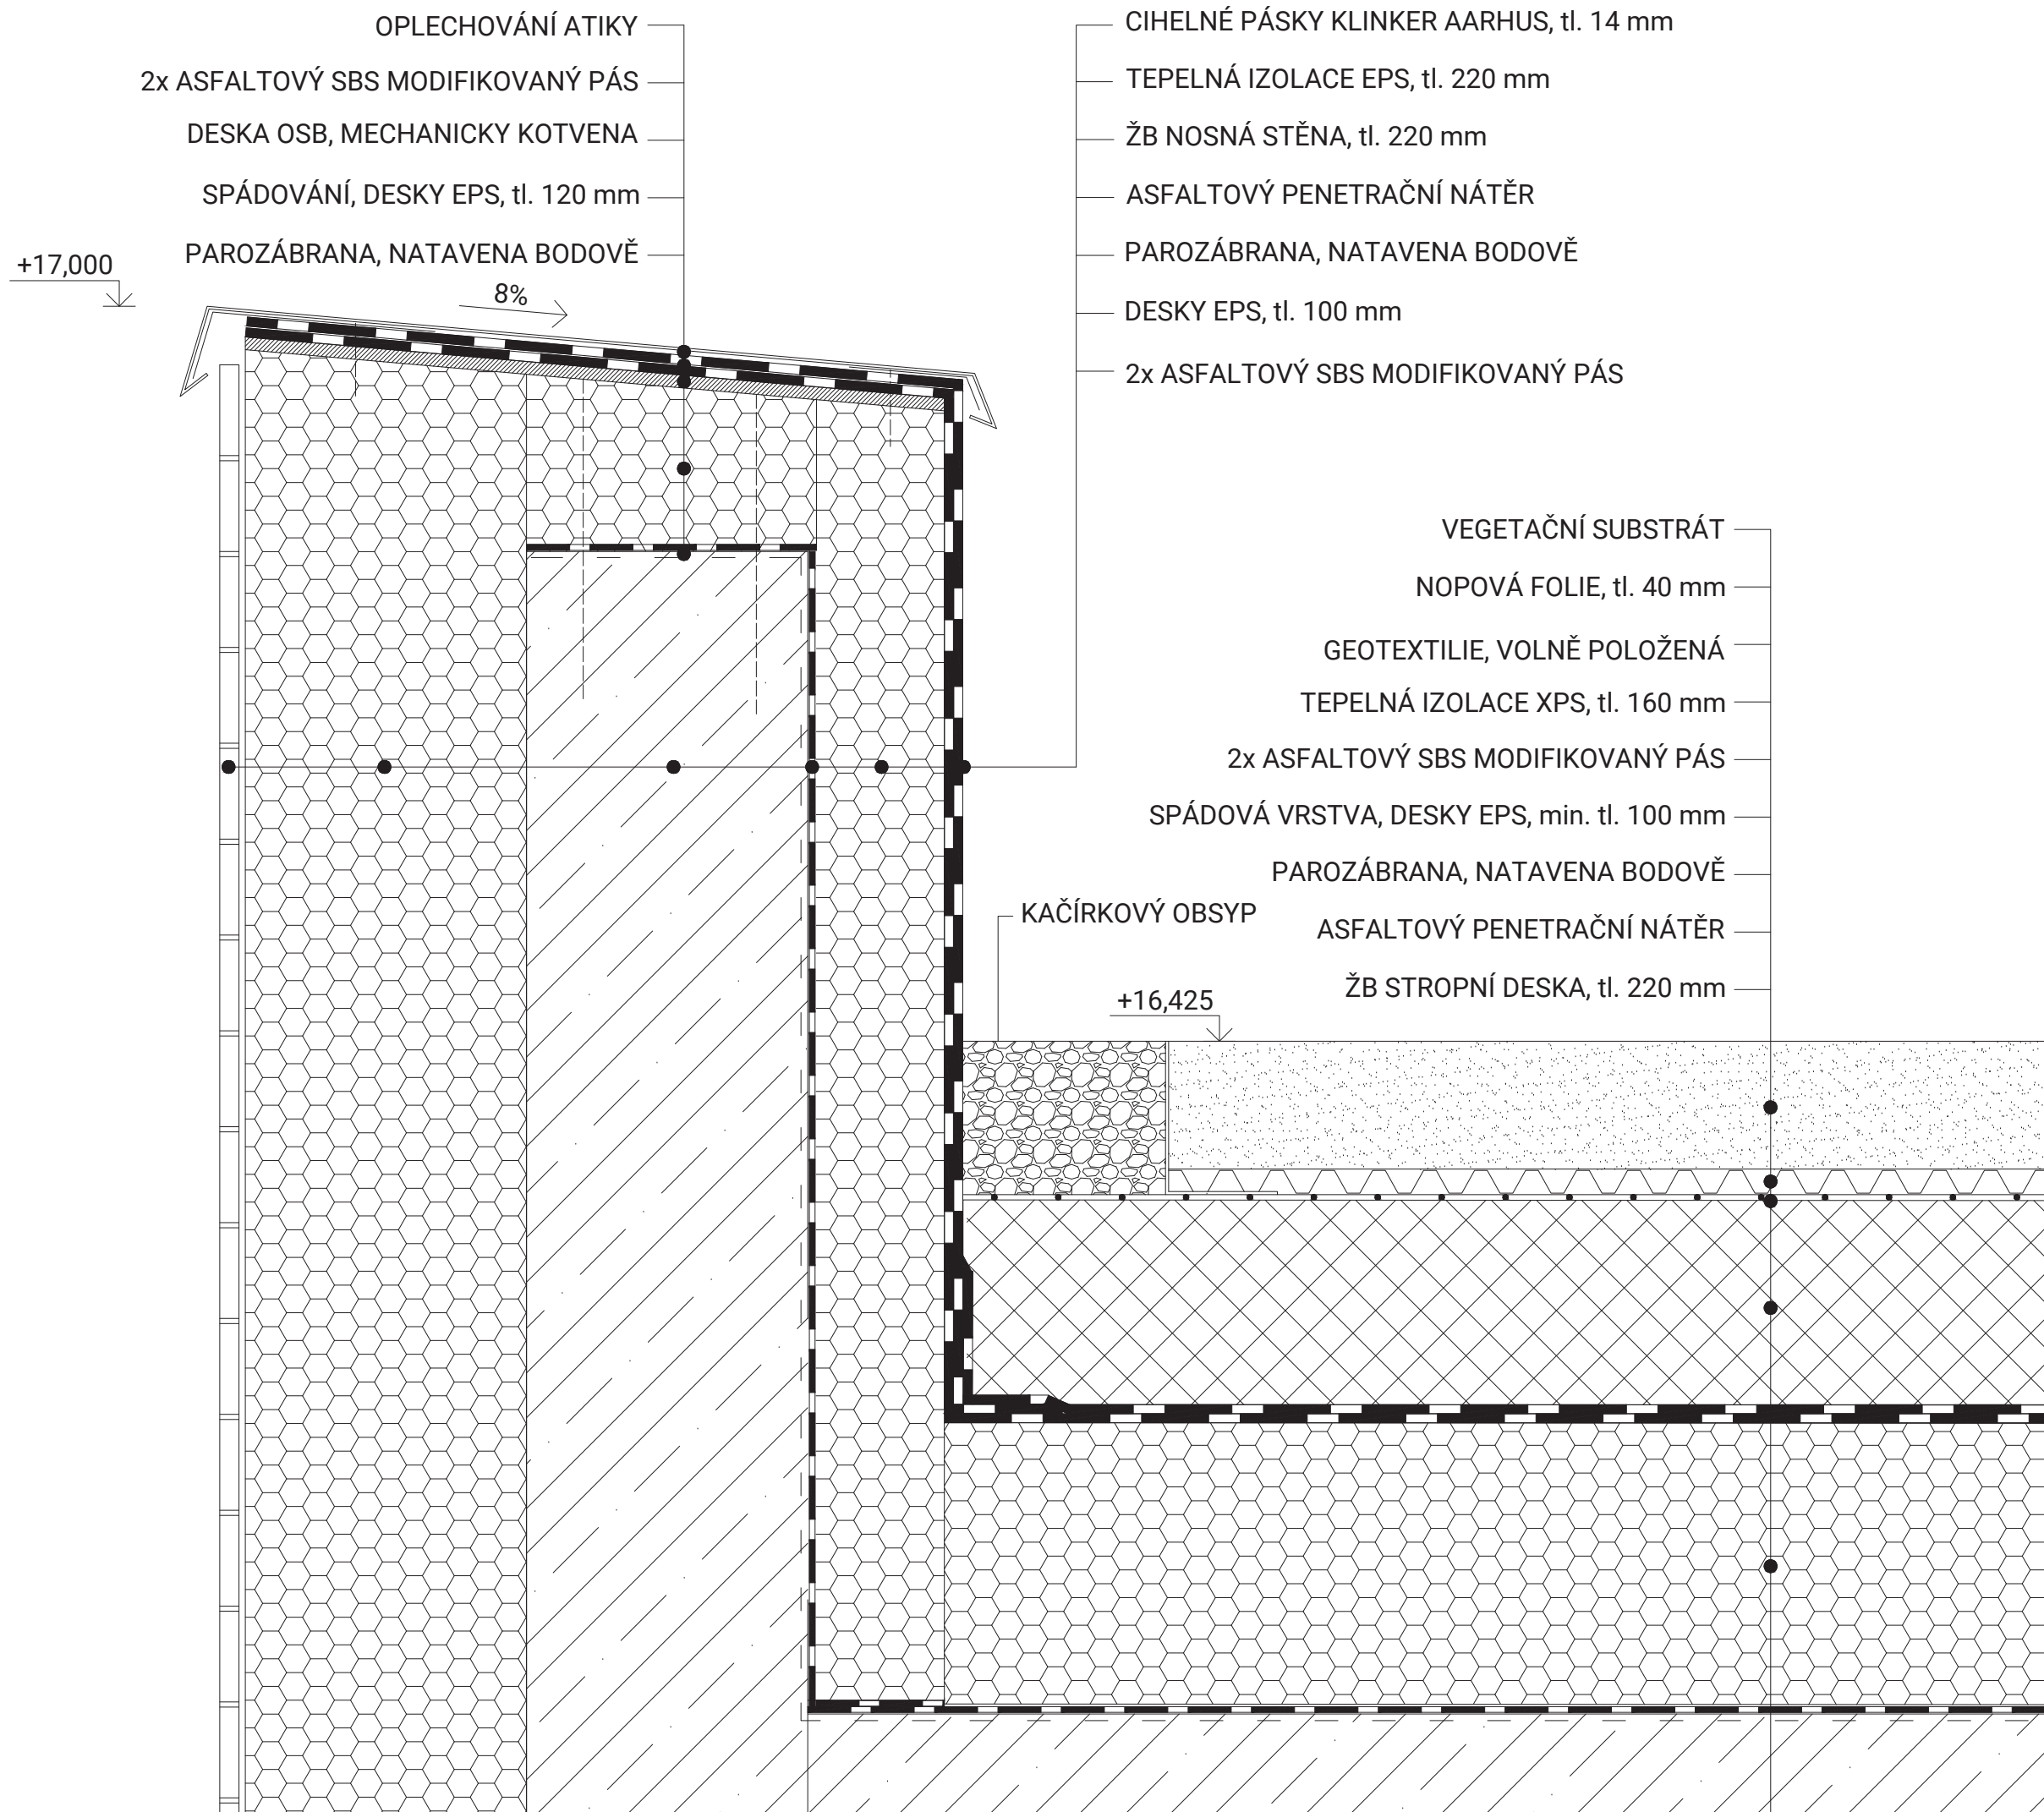 OPLECHOVÁNÍ ATIKY
2x ASFALTOVÝ SBS MODIFIKOVANÝ PÁS
DESKA OSB, MECHANICKY KOTVENA
SPÁDOVÁNÍ, DESKY EPS, tl. 120 mm
PAROZÁBRANA, NATAVENA BODOVĚ
+17,000
8%
CIHELNÉ PÁSKY KLINKER AARHUS, tl. 14 mm
TEPELNÁ IZOLACE EPS, tl. 220 mm
ŽB NOSNÁ STĚNA, tl. 220 mm
ASFALTOVÝ PENETRAČNÍ NÁTĚR
PAROZÁBRANA, NATAVENA BODOVĚ
DESKY EPS, tl. 100 mm
2x ASFALTOVÝ SBS MODIFIKOVANÝ PÁS
VEGETAČNÍ SUBSTRÁT
NOPOVÁ FOLIE, tl. 40 mm
GEOTEXTILIE, VOLNĚ POLOŽENÁ
TEPELNÁ IZOLACE XPS, tl. 160 mm
2x ASFALTOVÝ SBS MODIFIKOVANÝ PÁS
SPÁDOVÁ VRSTVA, DESKY EPS, min. tl. 100 mm
PAROZÁBRANA, NATAVENA BODOVĚ
ASFALTOVÝ PENETRAČNÍ NÁTĚR
ŽB STROPNÍ DESKA, tl. 220 mm
KAČÍRKOVÝ OBSYP
+16,425